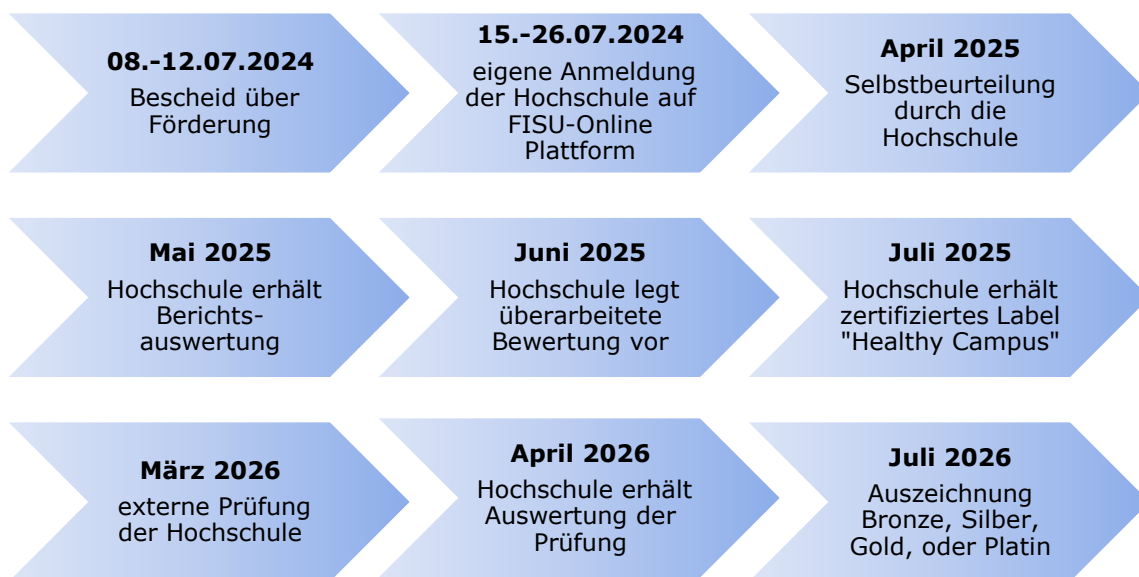 08.-12.07.2024
Bescheid über
Förderung
15.-26.07.2024
eigene Anmeldung
der Hochschule auf
FISU-Online
Plattform
April 2025
Selbstbeurteilung
durch die
Hochschule
Mai 2025
Hochschule erhält
Berichts-
auswertung
Juni 2025
Hochschule legt
überarbeitete
Bewertung vor
Juli 2025
Hochschule erhält
zertifiziertes Label
"Healthy Campus"
März 2026
externe Prüfung
der Hochschule
April 2026
Hochschule erhält
Auswertung der
Prüfung
Juli 2026
Auszeichnung
Bronze, Silber,
Gold, oder Platin